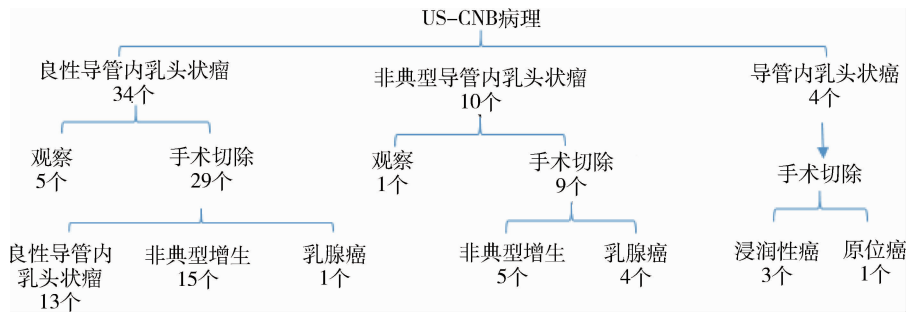 US-CNB病理
良性导管内乳头状瘤
34个
非典型导管内乳头状瘤
10个
导管内乳头状癌
4个
观察
5个
手术切除
29个
观察
1个
手术切除
9个
手术切除
良性导管内
乳头状瘤
13个
非典型增生
15个
乳腺癌
1个
非典型增生
5个
乳腺癌
4个
浸润性癌
3个
原位癌
1个